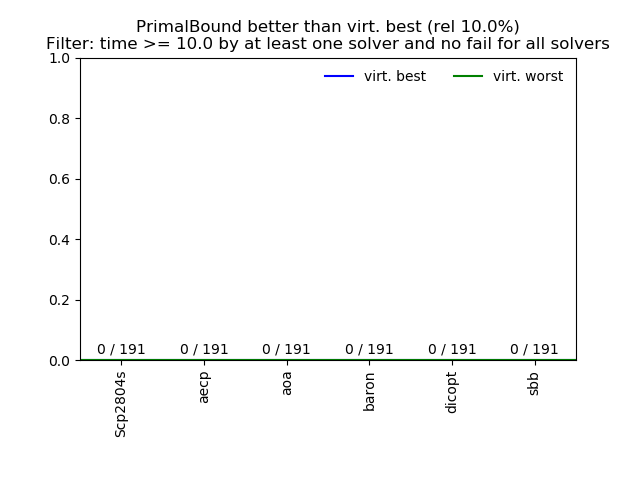 PrimalBound better than virt. best (rel 10.0%)
Filter: time >= 10.0 by at least one solver and no fail for all solvers
1.0
virt. best virt. worst
0.8
0.6
0.4
0.2
0 / 191 0 / 191 0 / 191 0 / 191 0 / 191 0 / 191
0.0
Scp2804s
aecp
aoa
baron
dicopt
sbb